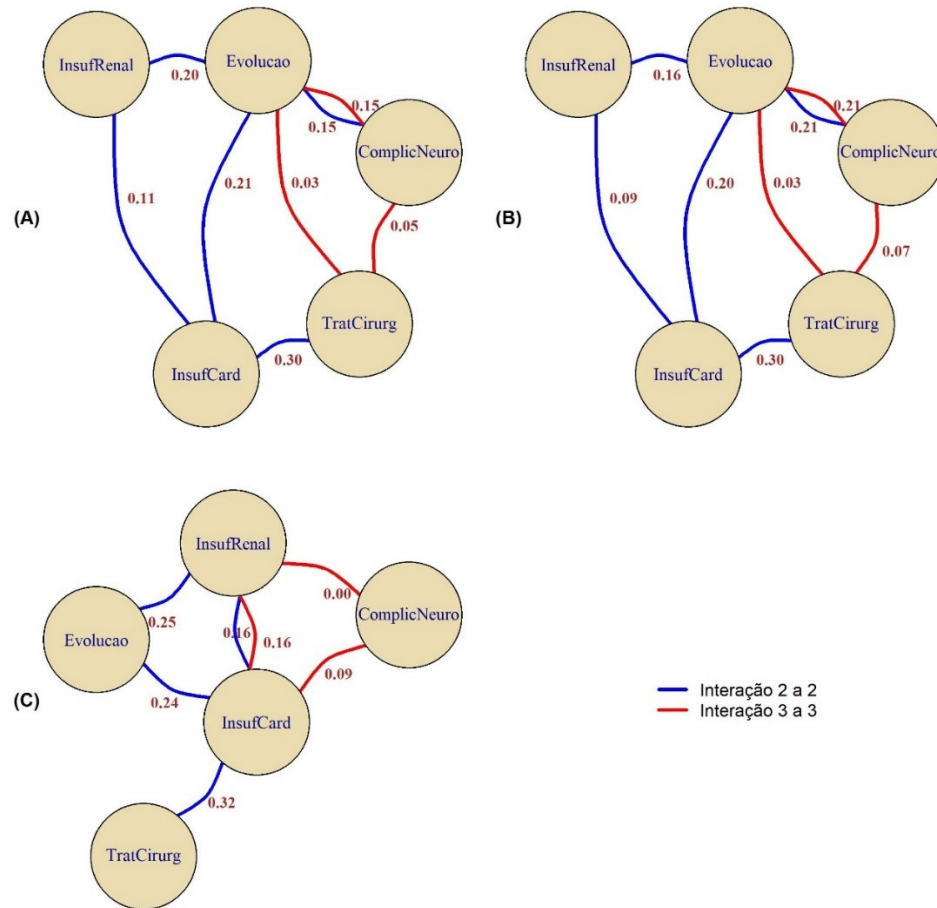 InsufRenal
0.20
Evolucao
0.15
0.15
ComplicNeuro
0.11
0.21
0.03
0.05
(A)
TratCirurg
0.30
InsufCard
InsufRenal
0.16
Evolucao
0.21
0.21
ComplicNeuro
0.09
0.20
0.03
0.07
(B)
TratCirurg
0.30
InsufCard
InsufRenal
0.00
ComplicNeuro
Evolucao
0.25
0.16
0.16
0.09
0.24
(C)
InsufCard
0.32
TratCirurg
Interação 2 a 2
Interação 3 a 3